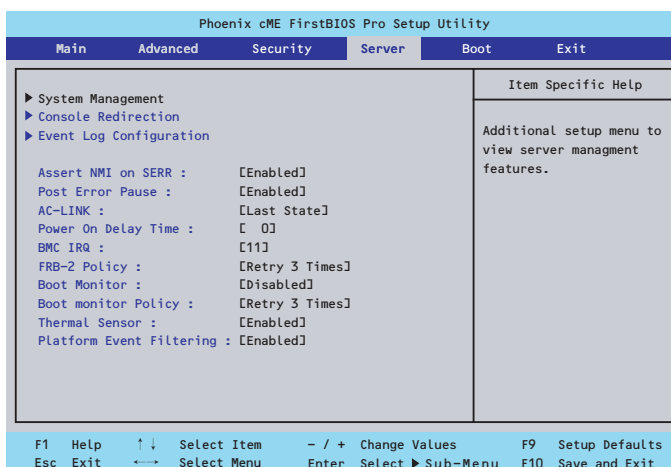 Phoenix cME FirstBIOS Pro Setup Utility
Main Advanced Security Server Boot Exit
Item Specific Help
▶ System Management
▶ Console Redirection
▶ Event Log Configuration
Additional setup menu to
view server managment
features.
Assert NMI on SERR : [Enabled]
Post Error Pause : [Enabled]
AC-LINK : [Last State]
Power On Delay Time : [ 0]
BMC IRQ : [11]
FRB-2 Policy : [Retry 3 Times]
Boot Monitor : [Disabled]
Boot monitor Policy : [Retry 3 Times]
Thermal Sensor : [Enabled]
Platform Event Filtering : [Enabled]
F1 Help ↑↓ Select Item - / + Change Values F9 Setup Defaults
Esc Exit ←→ Select Menu Enter Select ▶ Sub-Menu F10 Save and Exit